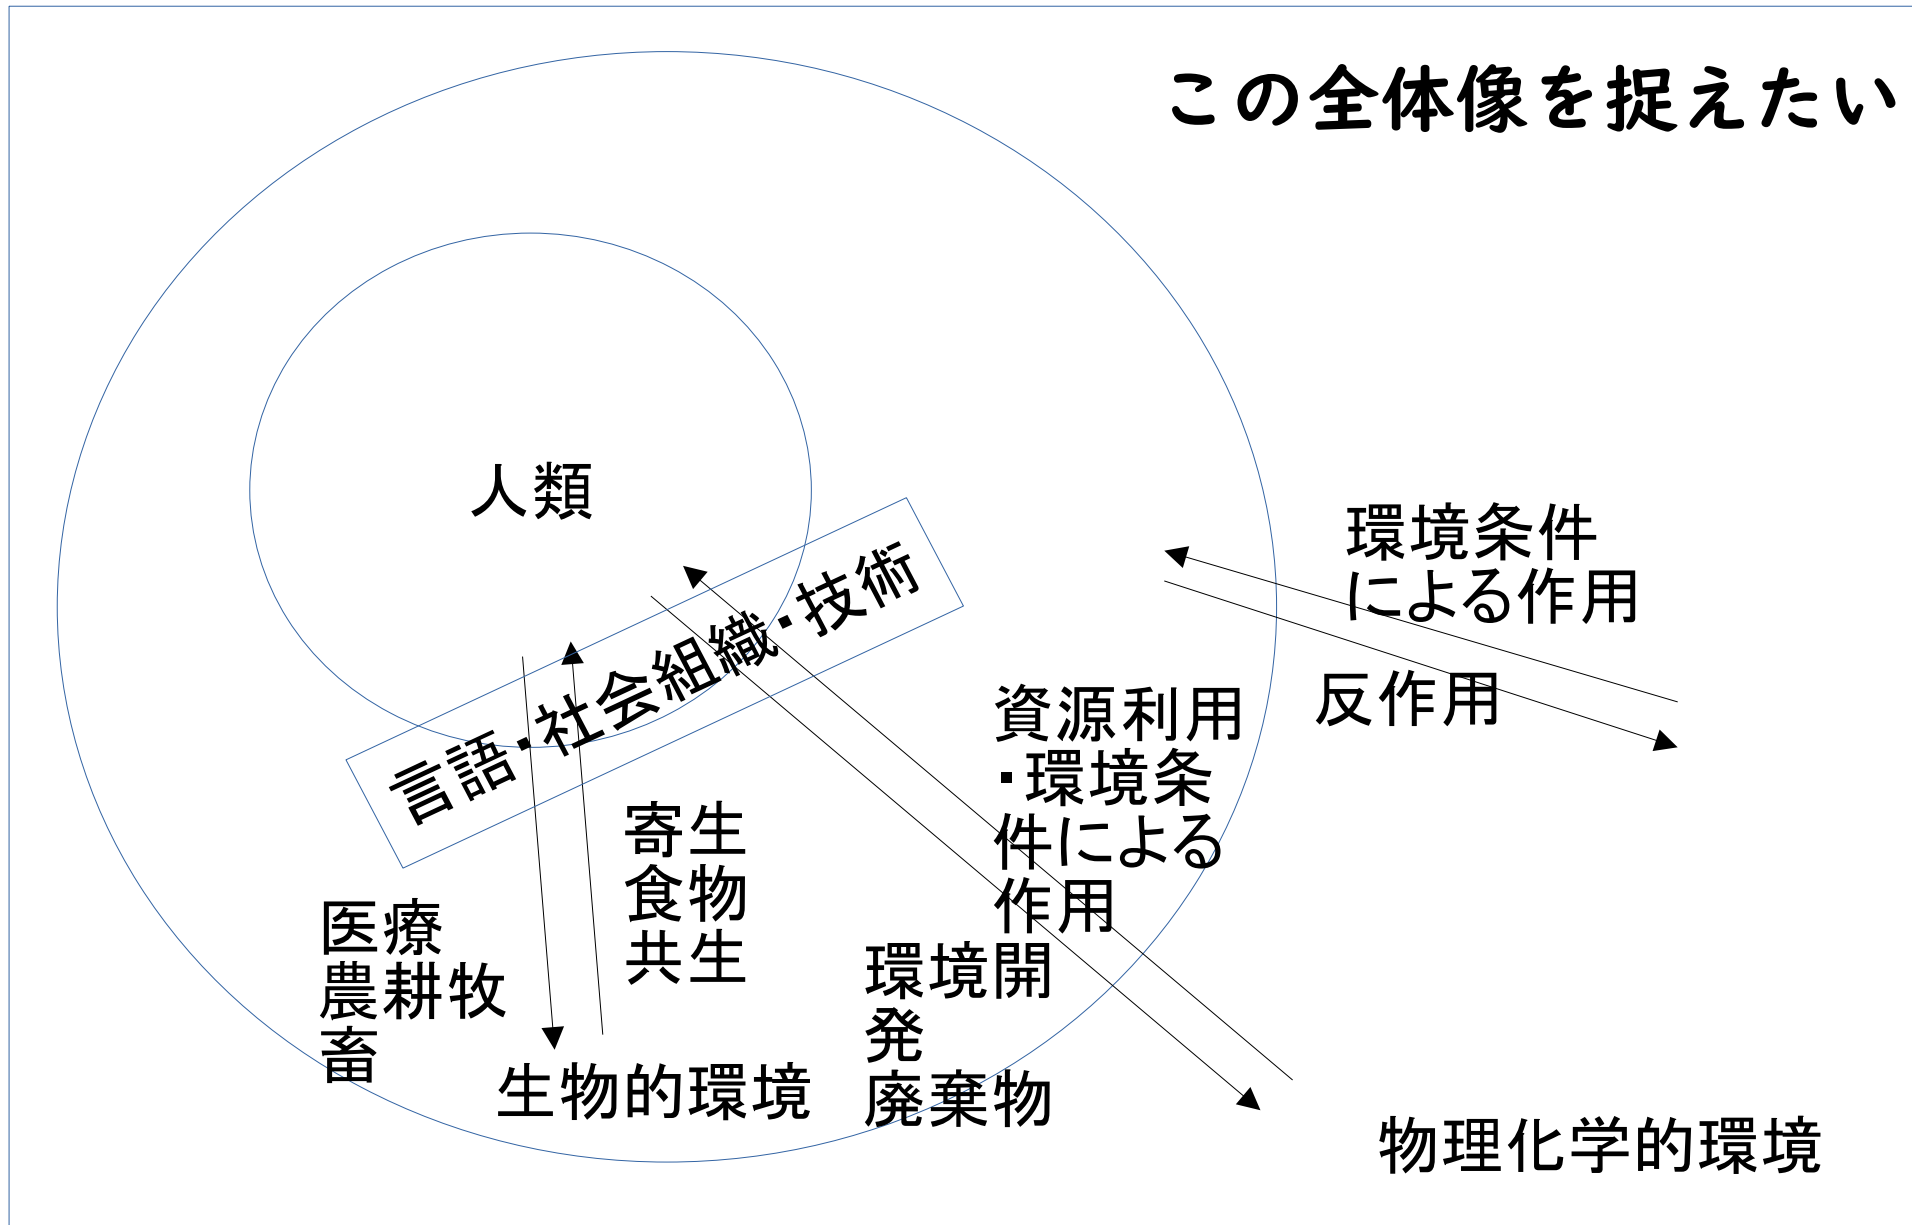 この全体像を捉えたい
人類
言語・社会組織・技術
環境条件
による作用
反作用
資源利用
・環境条
件による
作用
寄生
食物
共生
医療
農耕牧
畜
環境開
発
廃棄物
生物的環境
物理化学的環境